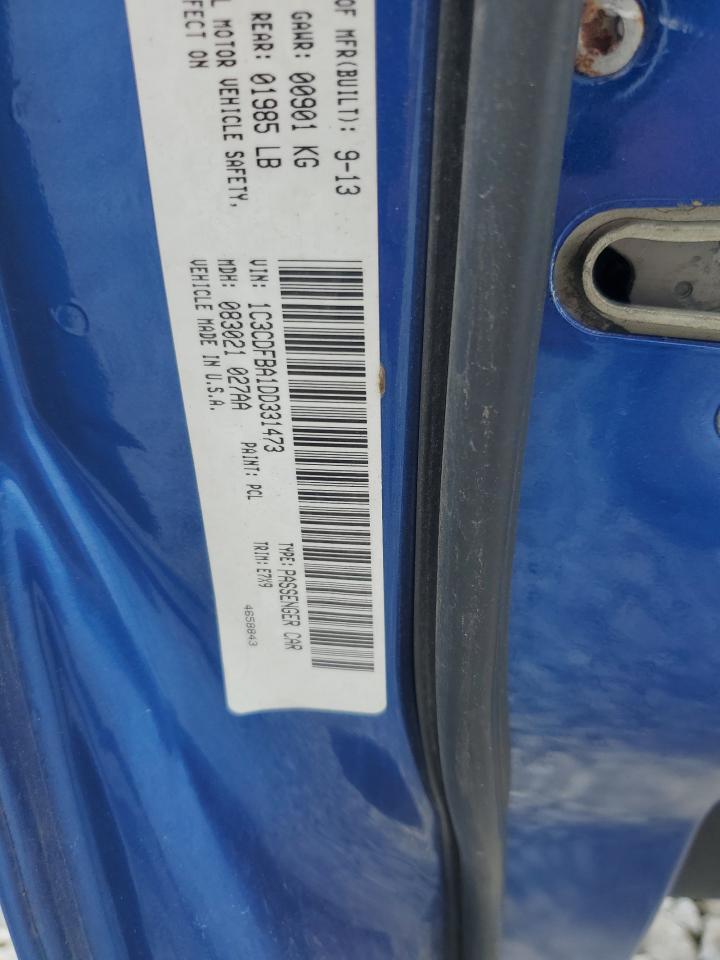 OF MFR(BUILT): 9-13
GAWR: 00901 KG
REAR: 01985 LB
MOTOR VEHICLE SAFETY,
FECT ON
VIN: 1C3CDFBA1DD331473
MDH: 083021 027AA
VEHICLE MADE IN U.S.A.
PAINT: PCL
TYPE: PASSENGER CAR
TRIM: E7X9
4658843